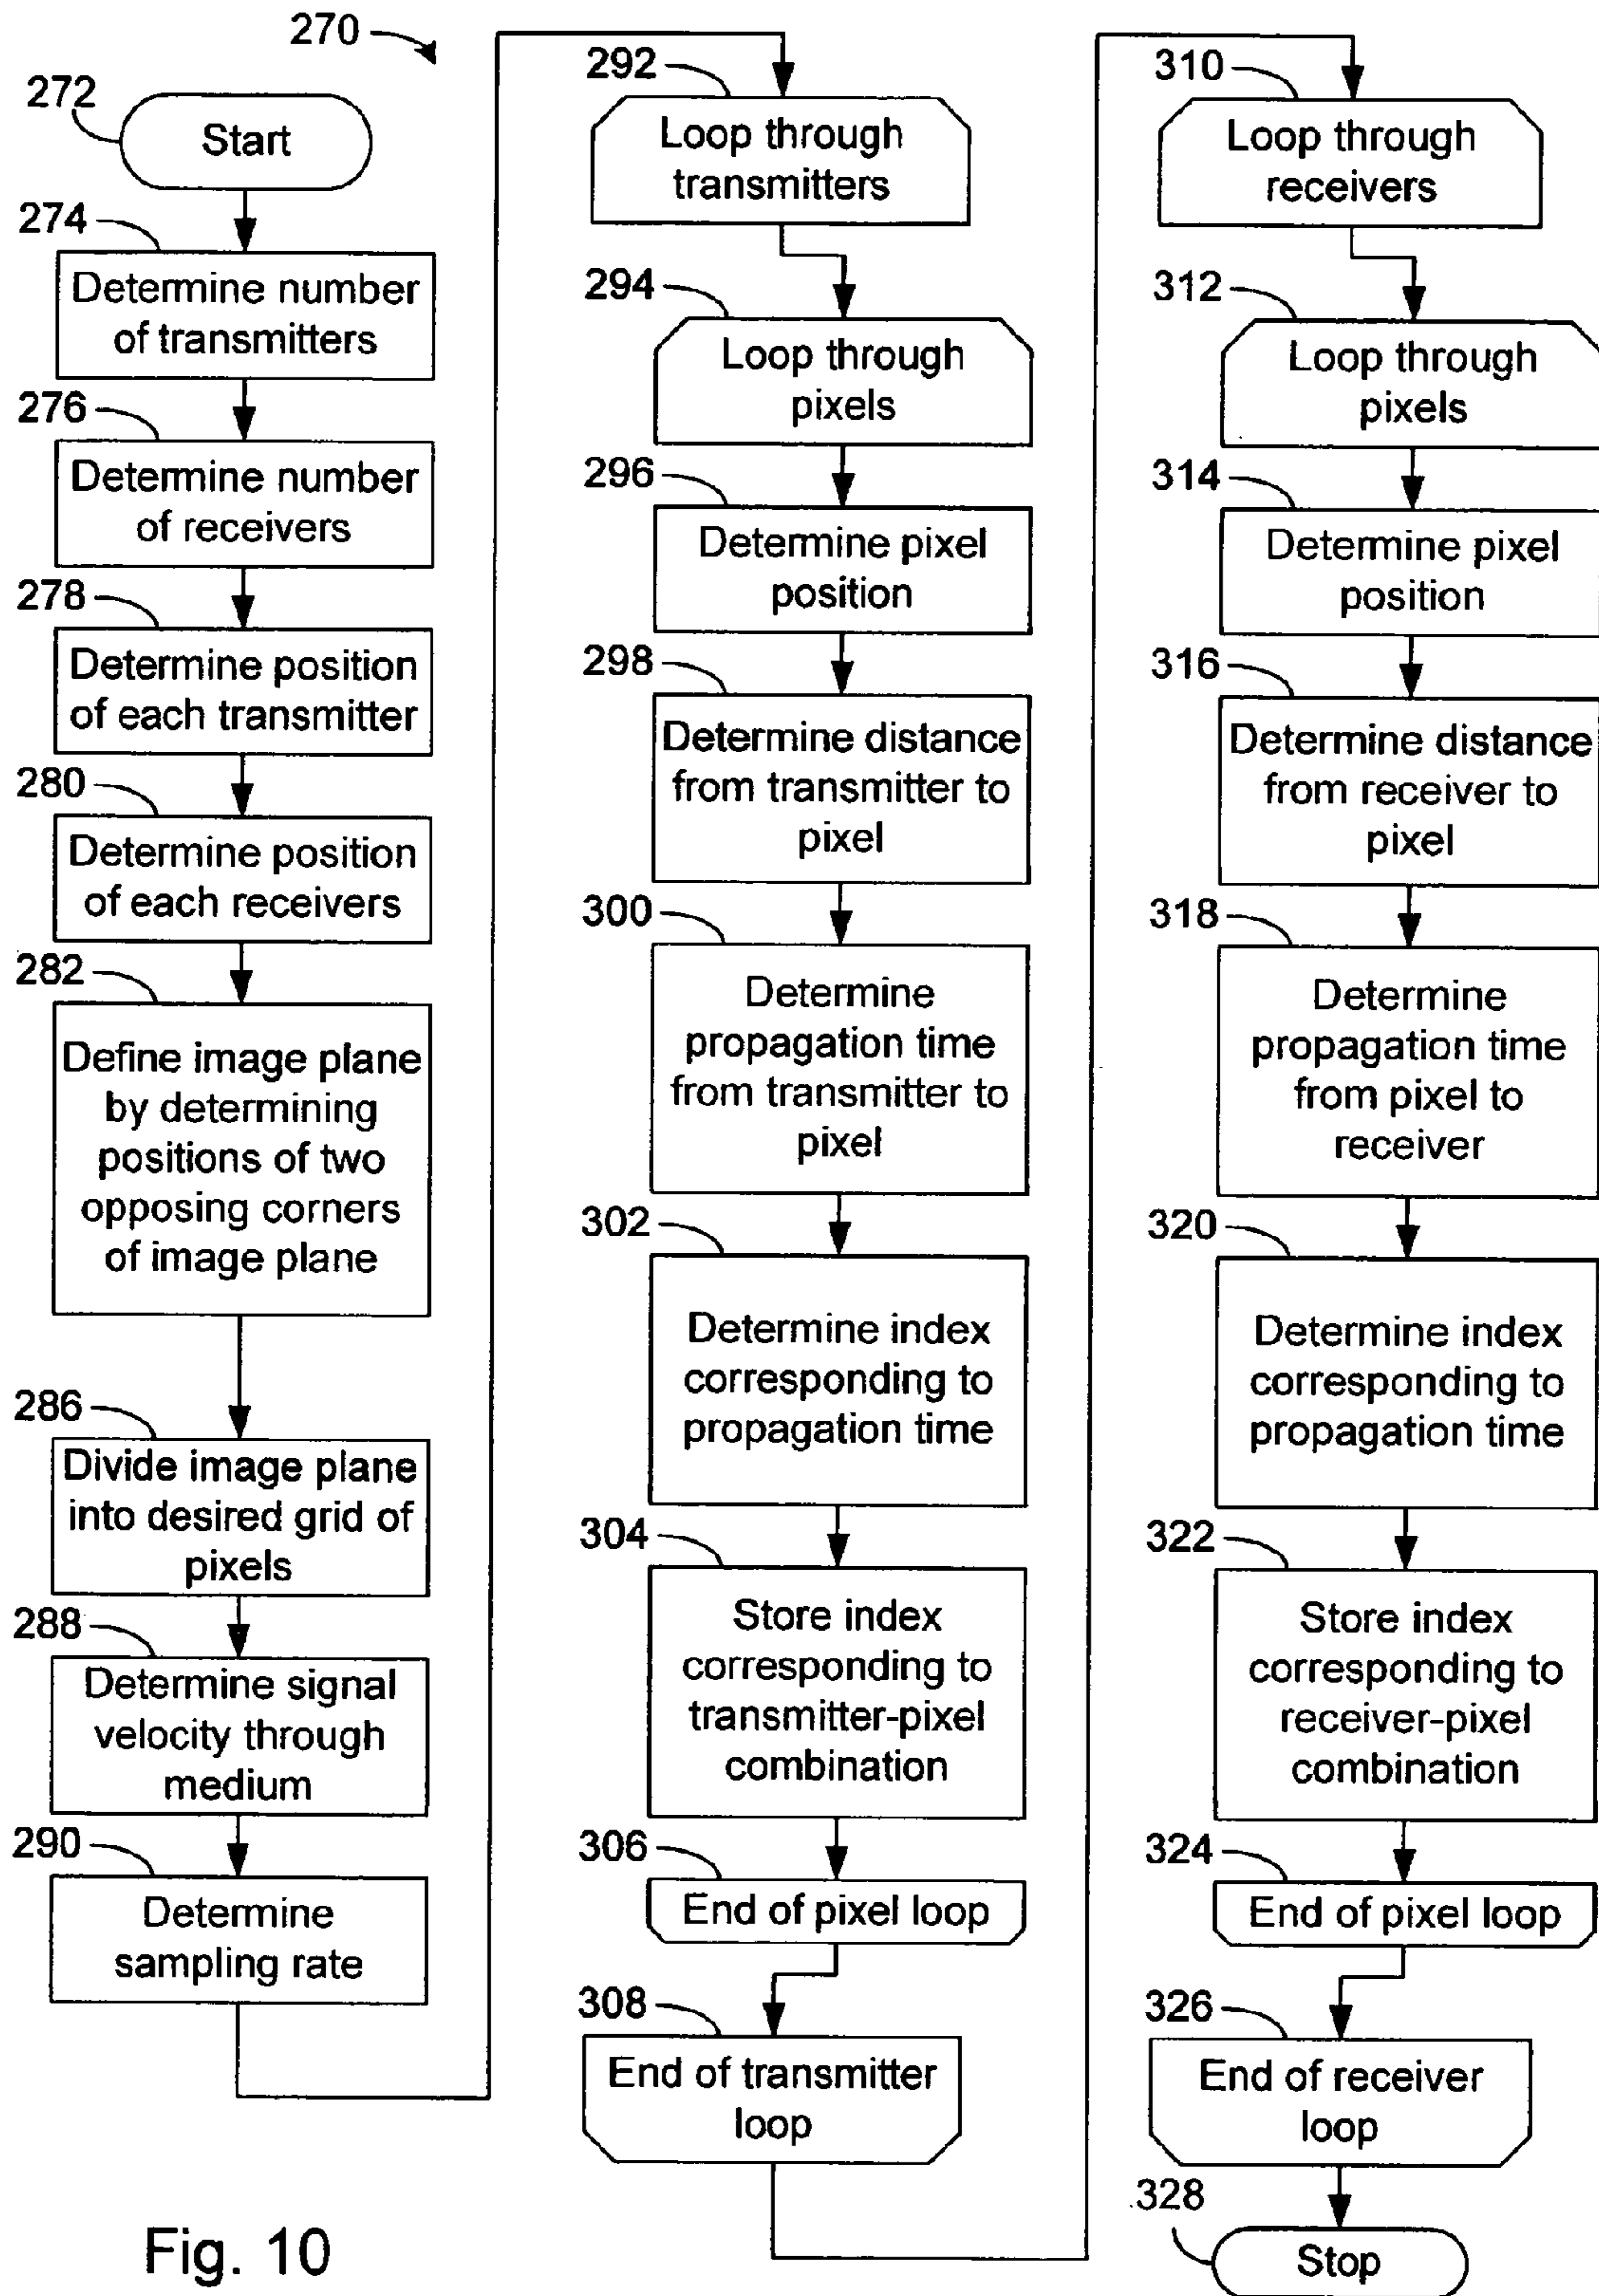 270
272
Start
274
Determine number
of transmitters
276
Determine number
of receivers
278
Determine position
of each transmitter
280
Determine position
of each receivers
282
Define image plane
by determining
positions of two
opposing corners
of image plane
286
Divide image plane
into desired grid of
pixels
288
Determine signal
velocity through
medium
290
Determine
sampling rate
292
Loop through
transmitters
294
Loop through
pixels
296
Determine pixel
position
298
Determine distance
from transmitter to
pixel
300
Determine
propagation time
from transmitter to
pixel
302
Determine index
corresponding to
propagation time
304
Store index
corresponding to
transmitter-pixel
combination
306
End of pixel loop
308
End of transmitter
loop
310
Loop through
receivers
312
Loop through
pixels
314
Determine pixel
position
316
Determine distance
from receiver to
pixel
318
Determine
propagation time
from pixel to
receiver
320
Determine index
corresponding to
propagation time
322
Store index
corresponding to
receiver-pixel
combination
324
End of pixel loop
326
End of receiver
loop
328
Stop
Fig. 10